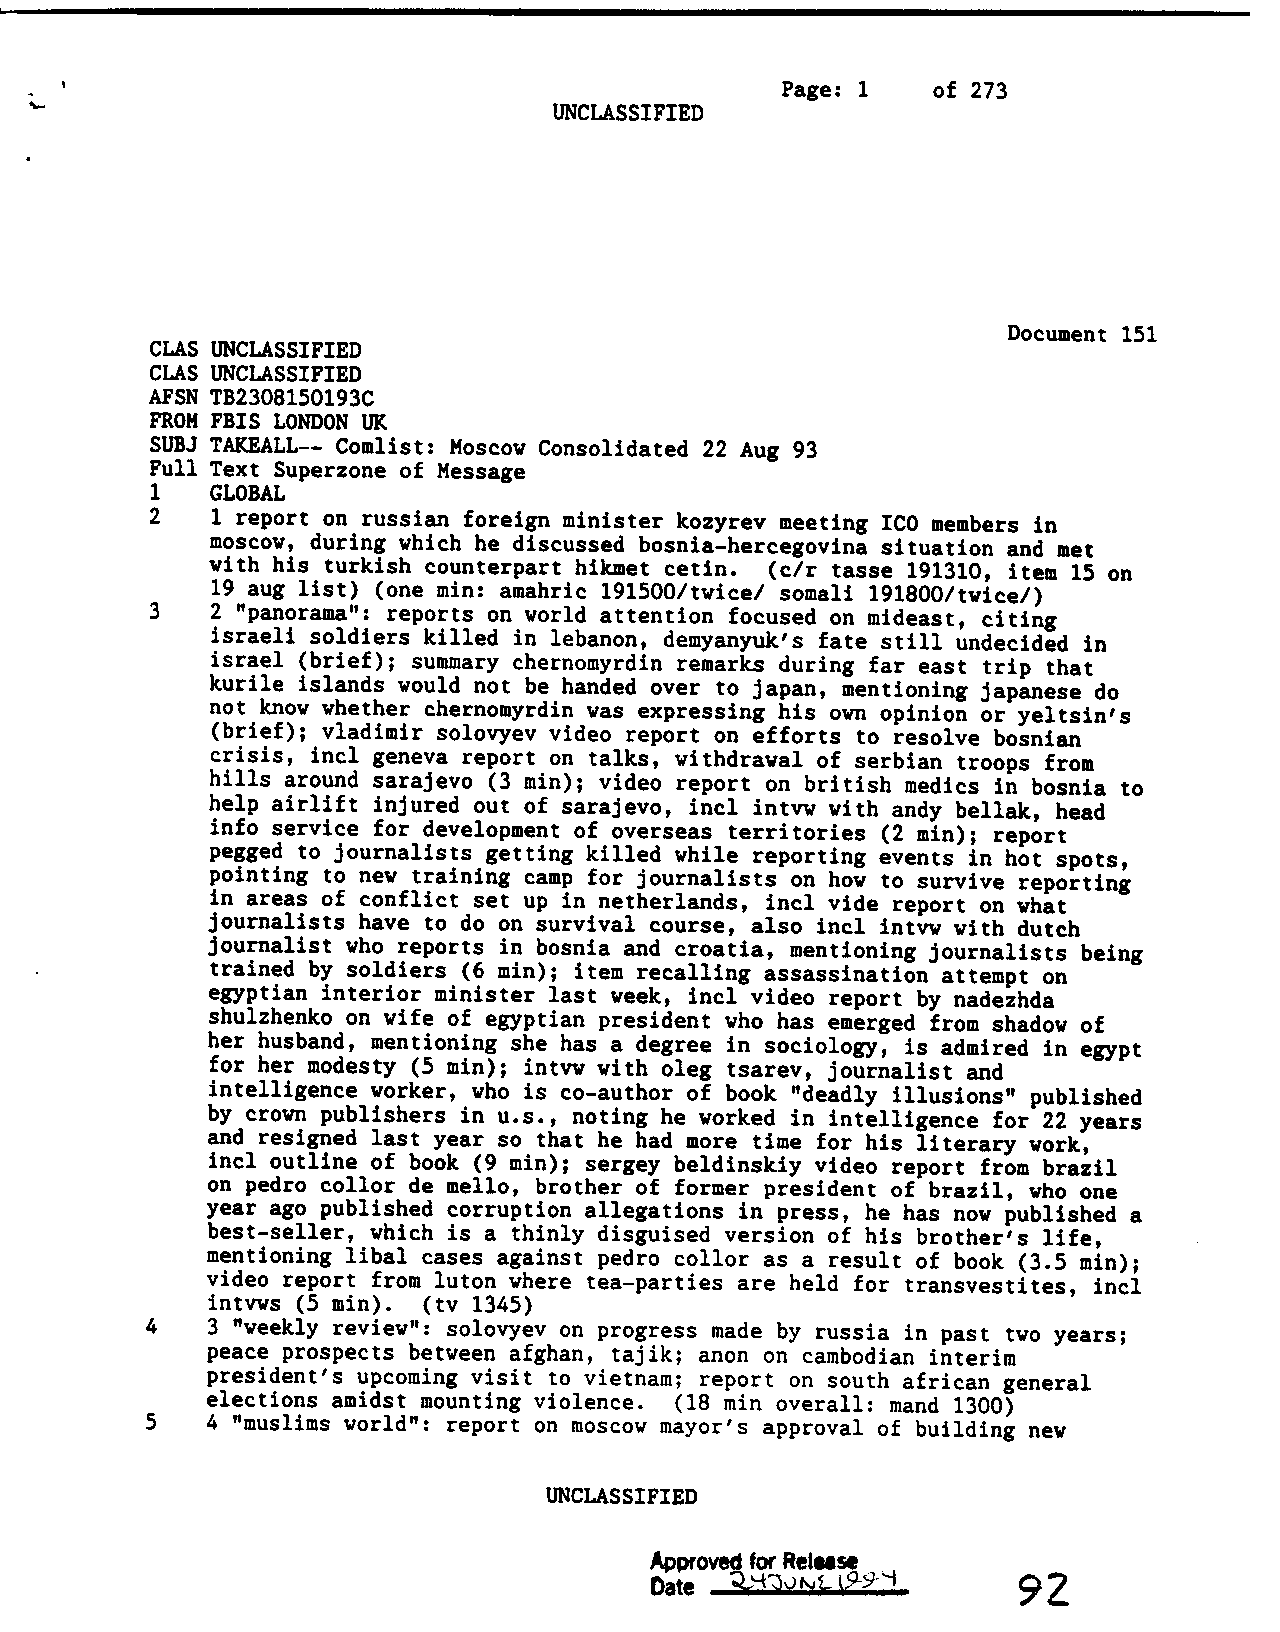 Page: 1 of 273
UNCLASSIFIED
Document 151
CLAS UNCLASSIFIED
CLAS UNCLASSIFIED
AFSN TB2308150193C
FROM FBIS LONDON UK
SUBJ TAKEALL-- Comlist: Moscow Consolidated 22 Aug 93
Full Text Superzone of Message
1 GLOBAL
2 1 report on russian foreign minister kozyrev meeting ICO members in
moscow, during which he discussed bosnia-hercegovina situation and met
with his turkish counterpart hikmet cetin. (c/r tasse 191310, item 15 on
19 aug list) (one min: amahric 191500/twice/ somali 191800/twice/)
3 2 "panorama": reports on world attention focused on mideast, citing
israeli soldiers killed in lebanon, demyanyuk's fate still undecided in
israel (brief); summary chernomyrdin remarks during far east trip that
kurile islands would not be handed over to japan, mentioning japanese do
not know whether chernomyrdin was expressing his own opinion or yeltsin's
(brief); vladimir solovyev video report on efforts to resolve bosnian
crisis, incl geneva report on talks, withdrawal of serbian troops from
hills around sarajevo (3 min); video report on british medics in bosnia to
help airlift injured out of sarajevo, incl intvw with andy bellak, head
info service for development of overseas territories (2 min); report
pegged to journalists getting killed while reporting events in hot spots,
pointing to new training camp for journalists on how to survive reporting
in areas of conflict set up in netherlands, incl vide report on what
journalists have to do on survival course, also incl intvw with dutch
journalist who reports in bosnia and croatia, mentioning journalists being
trained by soldiers (6 min); item recalling assassination attempt on
egyptian interior minister last week, incl video report by nadezhda
shulzhenko on wife of egyptian president who has emerged from shadow of
her husband, mentioning she has a degree in sociology, is admired in egypt
for her modesty (5 min); intvw with oleg tsarev, journalist and
intelligence worker, who is co-author of book "deadly illusions" published
by crown publishers in u.s., noting he worked in intelligence for 22 years
and resigned last year so that he had more time for his literary work,
incl outline of book (9 min); sergey beldinskiy video report from brazil
on pedro collor de mello, brother of former president of brazil, who one
year ago published corruption allegations in press, he has now published a
best-seller, which is a thinly disguised version of his brother's life,
mentioning libal cases against pedro collor as a result of book (3.5 min);
video report from luton where tea-parties are held for transvestites, incl
intvws (5 min). (tv 1345)
4 3 "weekly review": solovyev on progress made by russia in past two years;
peace prospects between afghan, tajik; anon on cambodian interim
president's upcoming visit to vietnam; report on south african general
elections amidst mounting violence. (18 min overall: mand 1300)
5 4 "muslims world": report on moscow mayor's approval of building new
UNCLASSIFIED
Approved for Release
Date 24JUNE1994
92